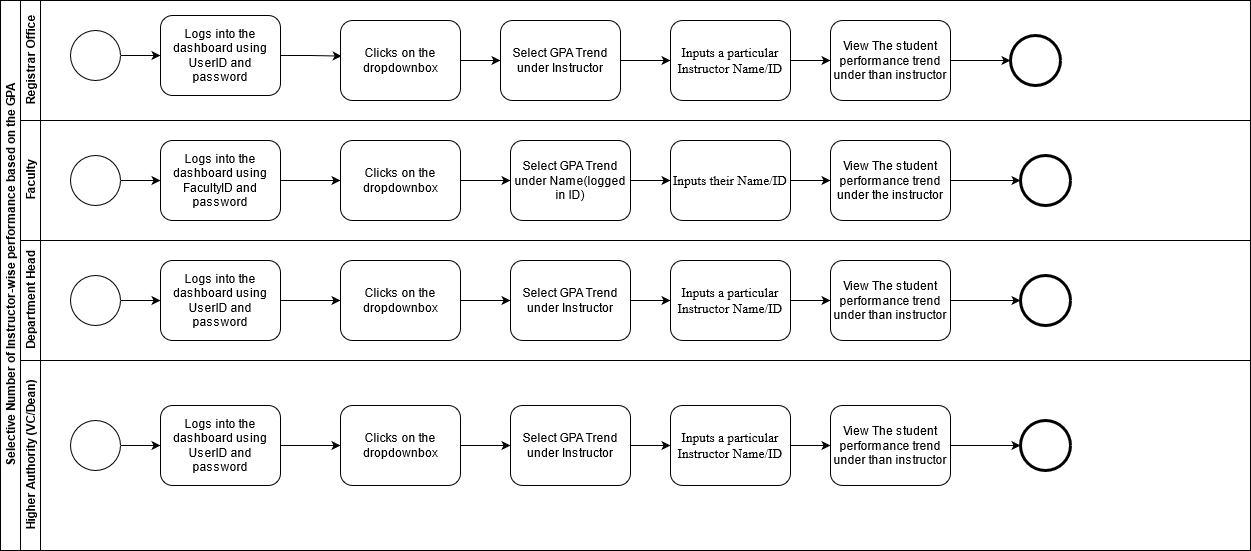 Selective Number of Instructor-wise performance based on the GPA
Registrar Office
Logs into the
dashboard using
UserID and
password
Clicks on the
dropdownbox
Select GPA Trend
under Instructor
Inputs a particular
Instructor Name/ID
View The student
performance trend
under than instructor
Faculty
Logs into the
dashboard using
FacultyID and
password
Clicks on the
dropdownbox
Select GPA Trend
under Name(logged
in ID)
Inputs their Name/ID
View The student
performance trend
under the instructor
Department Head
Logs into the
dashboard using
UserID and
password
Clicks on the
dropdownbox
Select GPA Trend
under Instructor
Inputs a particular
Instructor Name/ID
View The student
performance trend
under than instructor
Higher Authority (VC/Dean)
Logs into the
dashboard using
UserID and
password
Clicks on the
dropdownbox
Select GPA Trend
under Instructor
Inputs a particular
Instructor Name/ID
View The student
performance trend
under than instructor